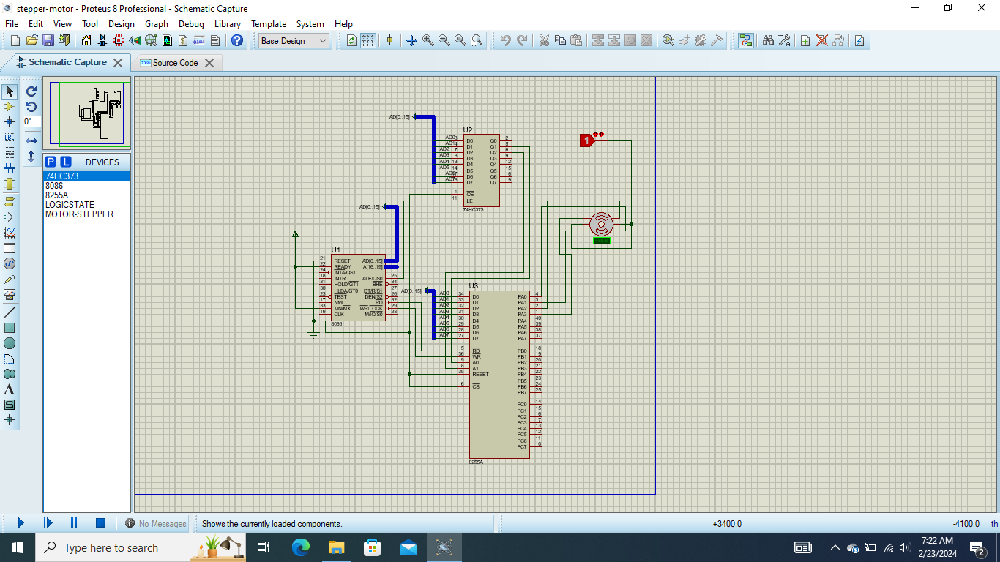 stepper-motor - Proteus 8 Professional - Schematic Capture
File Edit View Tool Design Graph Debug Library Template System Help
Base Design
Schematic Capture
Source Code
0°
LBL
P L DEVICES
74HC373
8086
8255A
LOGICSTATE
MOTOR-STEPPER
A
S
AD[0..15]
U2
AD0 3 D0 Q0 2
AD1 4 D1 Q1 5
AD2 7 D2 Q2 6
AD3 8 D3 Q3 9
AD4 13 D4 Q4 12
AD5 14 D5 Q5 15
AD6 17 D6 Q6 16
AD7 18 D7 Q7 19
1 OE
11 LE
74HC373
1
AD[0..15]
U1
21 RESET AD[0..15]
22 READY A[16..19]
24 INTA/QS1
18 INTR ALE/QS0 25
31 HOLD/GT1 BHE 34
30 HLDA/GT0 DT/R/S1 27
23 TEST DEN/S2 26
17 NMI RD 32
33 MN/MX WR/LOCK 29
19 CLK M/IO/S0 28
8086
AD[0..15]
U3
AD0 34 D0 PA0 4
AD1 33 D1 PA1 3
AD2 32 D2 PA2 2
AD3 31 D3 PA3 1
AD4 30 D4 PA4 40
AD5 29 D5 PA5 39
AD6 28 D6 PA6 38
AD7 27 D7 PA7 37
5 RD PB0 18
36 WR PB1 19
9 A0 PB2 20
8 A1 PB3 21
35 RESET PB4 22
PB5 23
6 CS PB6 24
PB7 25
PC0 14
PC1 15
PC2 16
PC3 17
PC4 13
PC5 12
PC6 11
PC7 10
8255A
No Messages
Shows the currently loaded components.
+3400.0
-4100.0
th
Type here to search
7:22 AM
2/23/2024
2